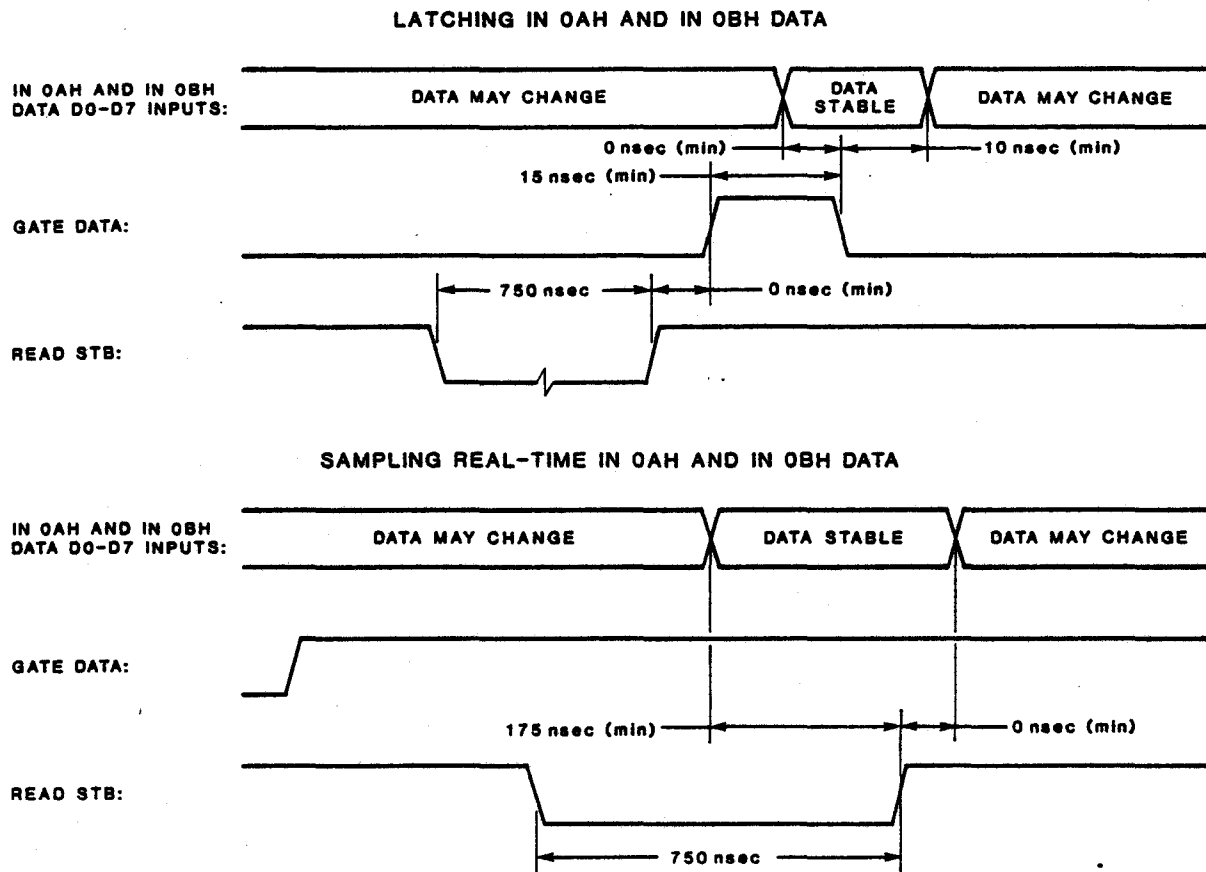 LATCHING IN 0AH AND IN 0BH DATA
IN 0AH AND IN 0BH
DATA D0-D7 INPUTS:
DATA MAY CHANGE
DATA
STABLE
DATA MAY CHANGE
0 nsec (min)
10 nsec (min)
15 nsec (min)
GATE DATA:
750 nsec
0 nsec (min)
READ STB:
SAMPLING REAL-TIME IN 0AH AND IN 0BH DATA
IN 0AH AND IN 0BH
DATA D0-D7 INPUTS:
DATA MAY CHANGE
DATA STABLE
DATA MAY CHANGE
GATE DATA:
175 nsec (min)
0 nsec (min)
READ STB:
750 nsec